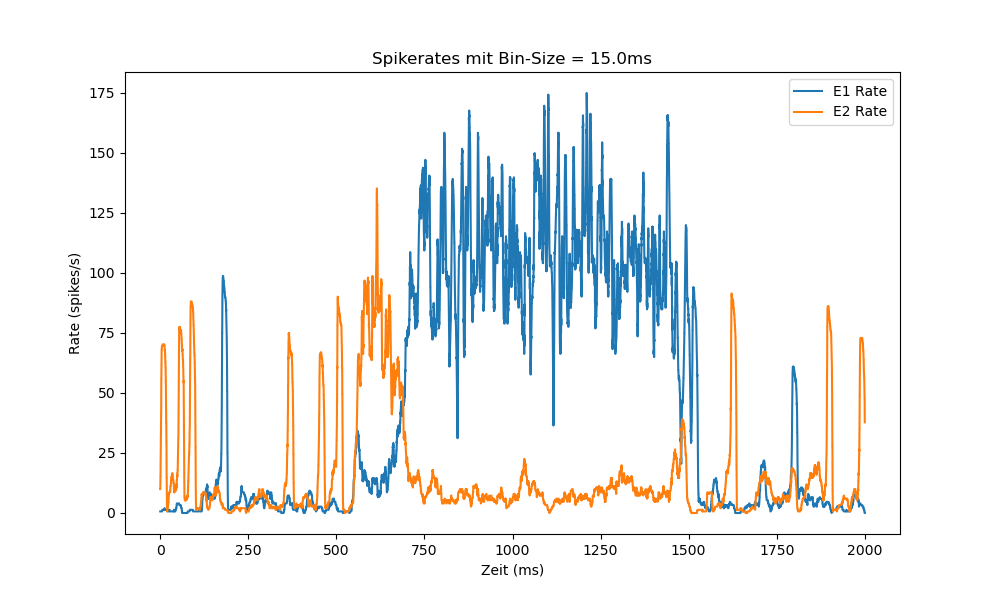 Spikerates mit Bin-Size = 15.0ms
E1 Rate
E2 Rate
175
150
125
100
75
50
25
0
Rate (spikes/s)
0 250 500 750 1000 1250 1500 1750 2000
Zeit (ms)